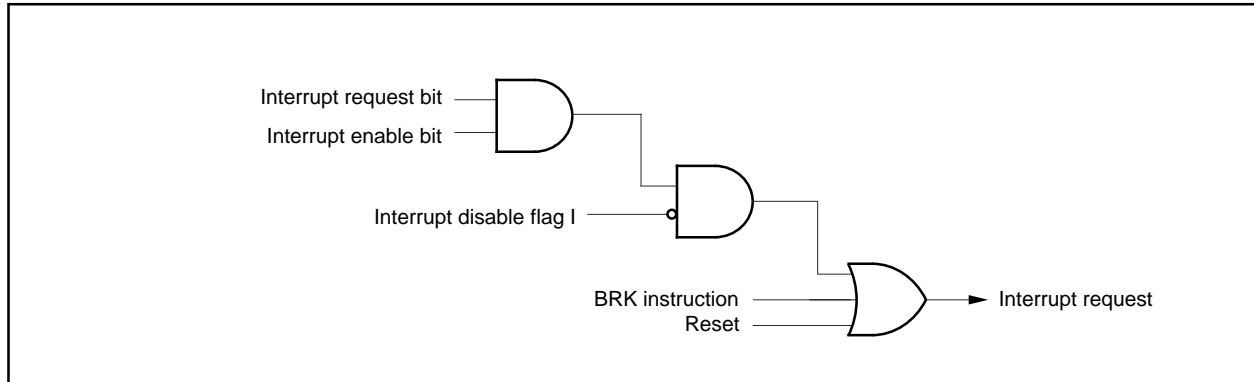 Interrupt request bit
Interrupt enable bit
Interrupt disable flag I
BRK instruction
Reset
Interrupt request